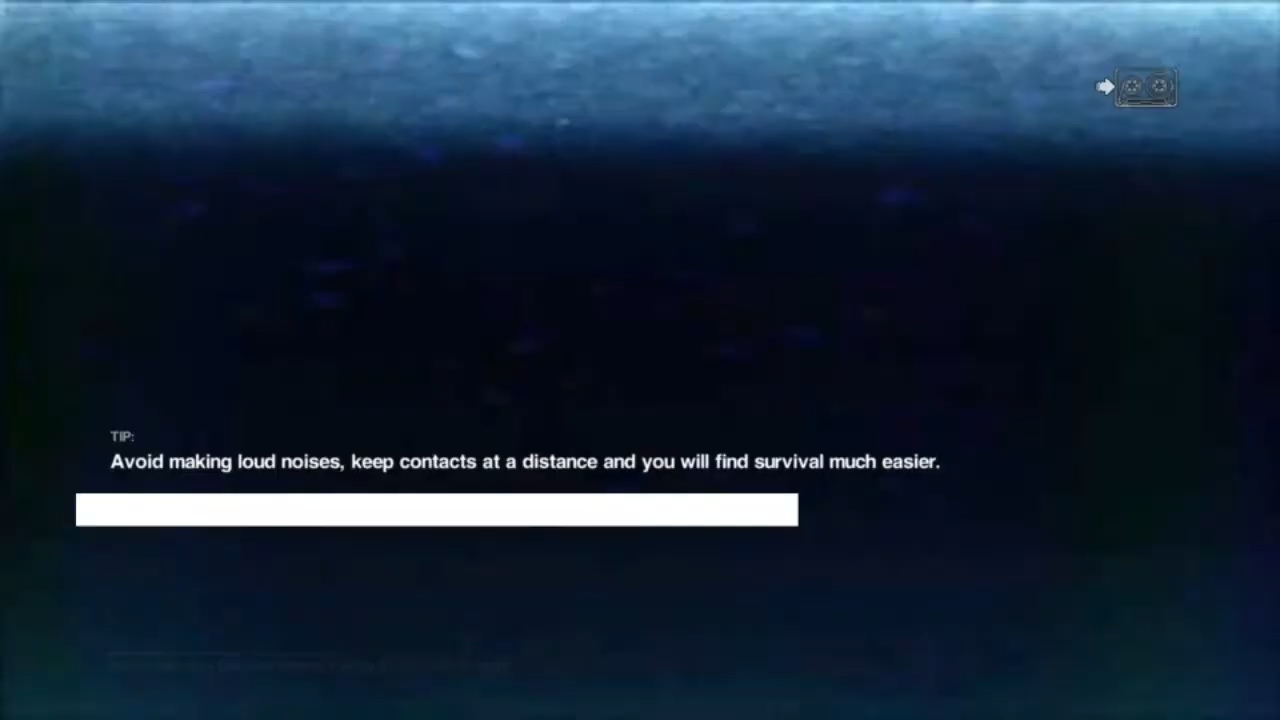 TIP:
Avoid making loud noises, keep contacts at a distance and you will find survival much easier.